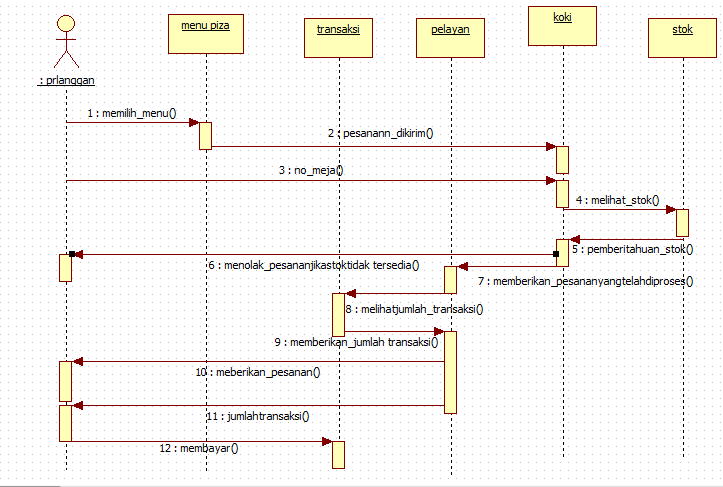 menu piza
transaksi
pelayan
koki
stok
: prlanggan
1 : memilih_menu()
2 : pesanann_dikirim()
3 : no_meja()
4 : melihat_stok()
5 : pemberitahuan_stok()
6 : menolak_pesananjikastoktidak tersedia()
7 : memberikan_pesananyangtelahdiproses()
8 : melihatjumlah_transaksi()
9 : memberikan_jumlah transaksi()
10 : meberikan_pesanan()
11 : jumlahtransaksi()
12 : membayar()